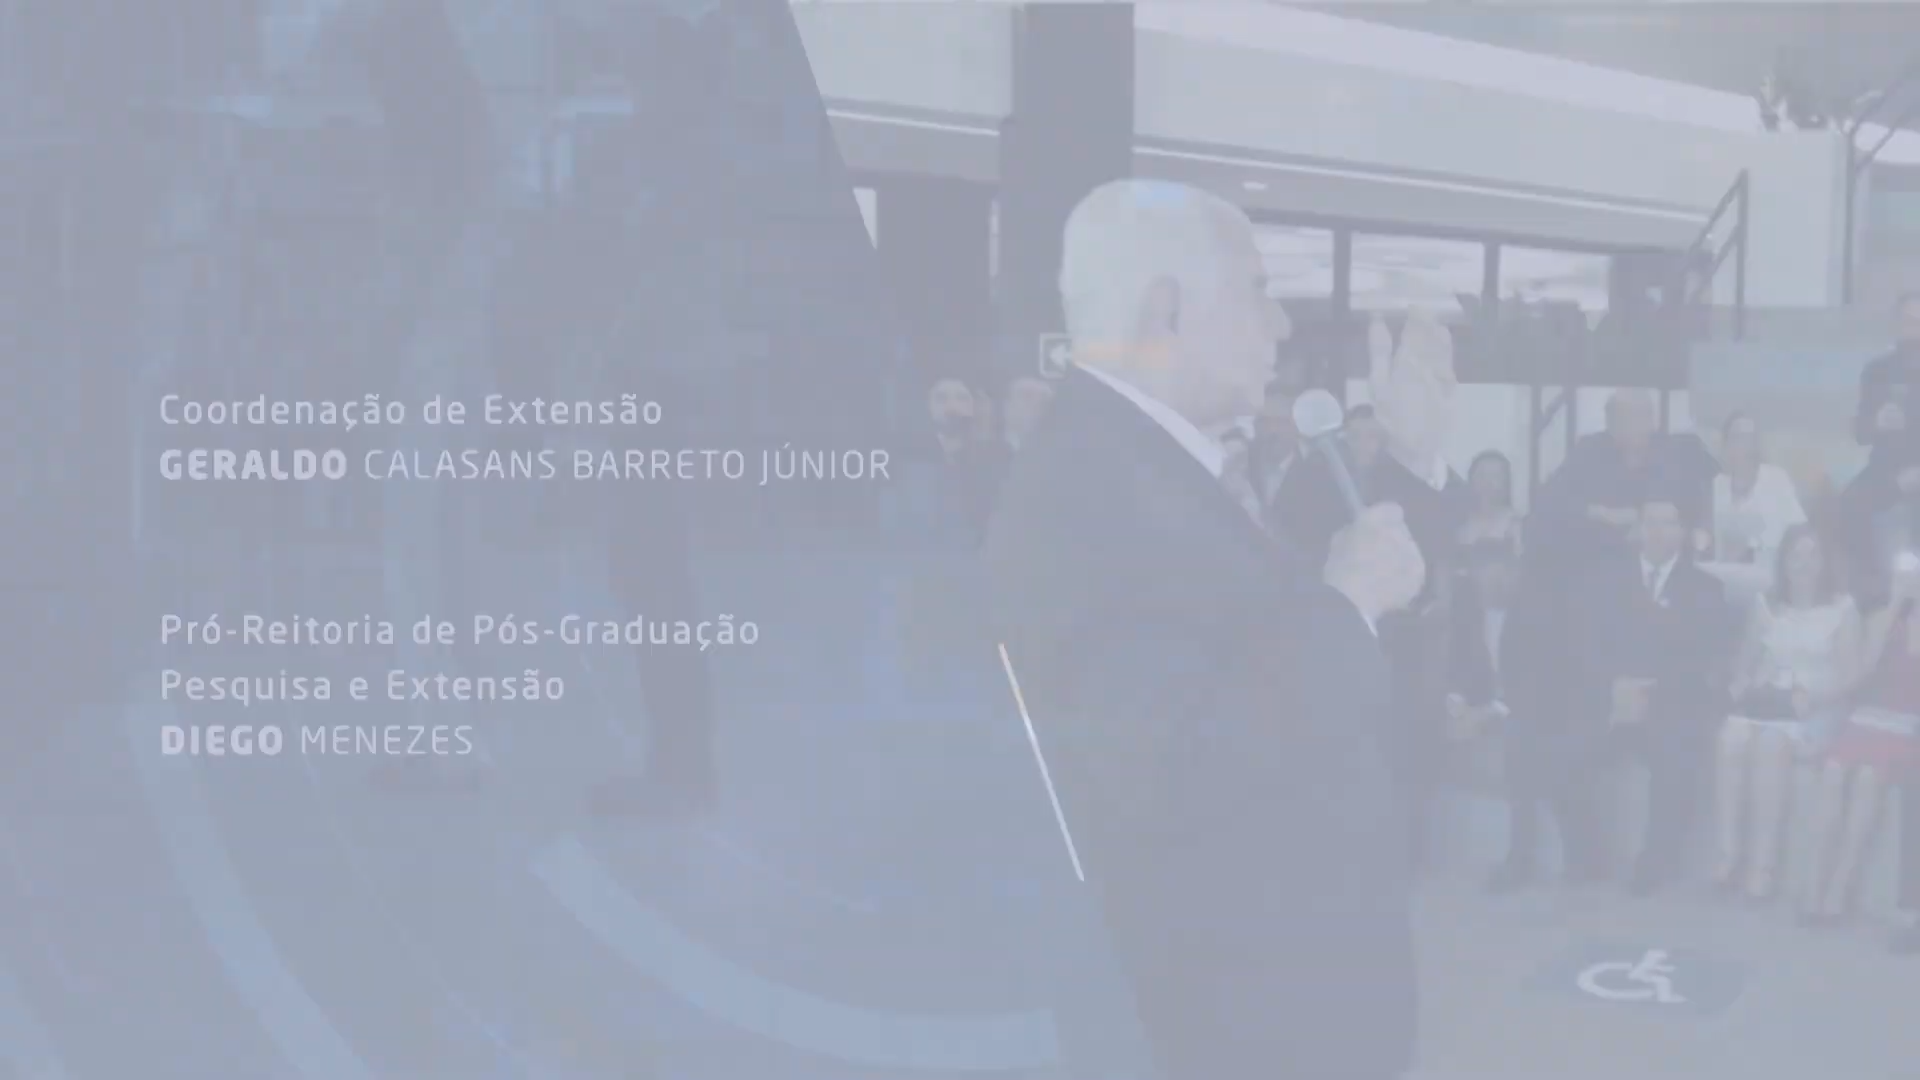 Coordenação de Extensão
GERALDO CALASANS BARRETO JÚNIOR
Pró-Reitoria de Pós-Graduação
Pesquisa e Extensão
DIEGO MENEZES